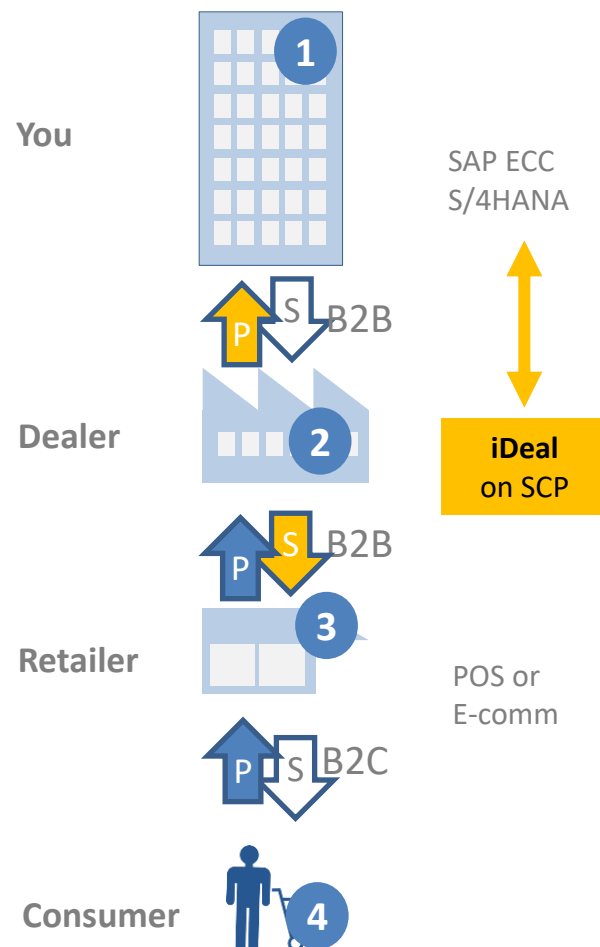 1
You
SAP ECC
S/4HANA
P
S
B2B
Dealer
2
iDeal
on SCP
P
S
B2B
3
Retailer
POS or
E-comm
P
S
B2C
Consumer
4